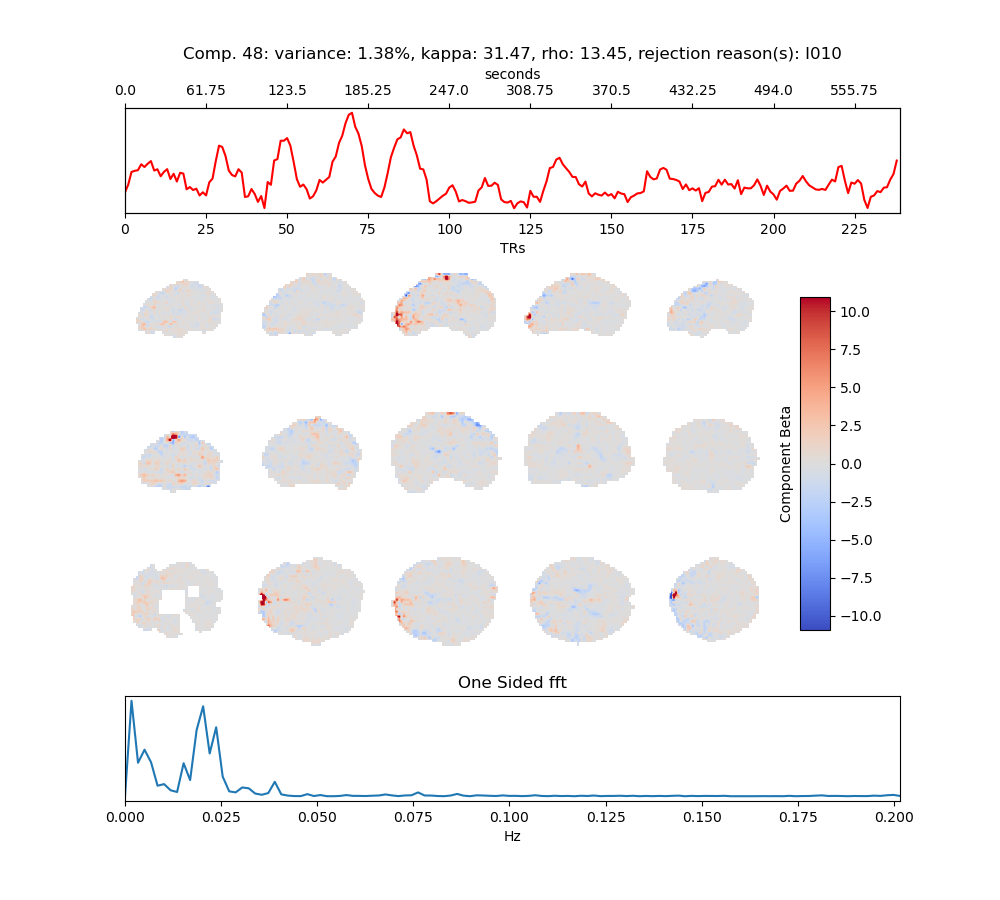 Comp. 48: variance: 1.38%, kappa: 31.47, rho: 13.45, rejection reason(s): I010
seconds
0.0 61.75 123.5 185.25 247.0 308.75 370.5 432.25 494.0 555.75
0 25 50 75 100 125 150 175 200 225
TRs
10.0
7.5
5.0
2.5
0.0
−2.5
−5.0
−7.5
−10.0
Component Beta
One Sided fft
0.000 0.025 0.050 0.075 0.100 0.125 0.150 0.175 0.200
Hz